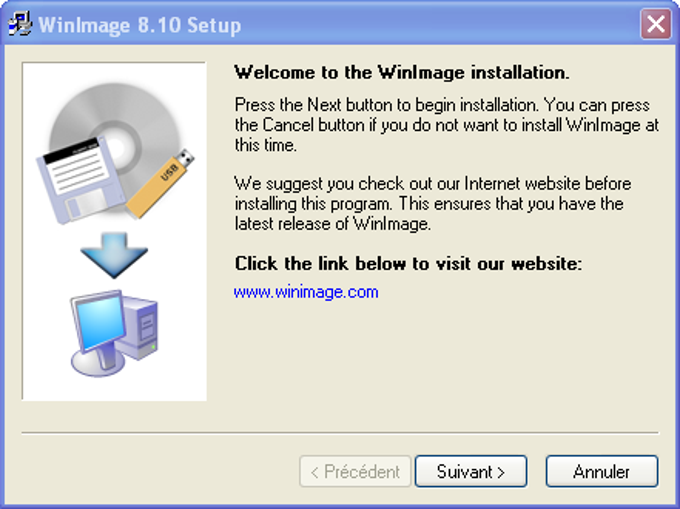 WinImage 8.10 Setup
Welcome to the WinImage installation.
Press the Next button to begin installation. You can press
the Cancel button if you do not want to install WinImage at
this time.
We suggest you check out our Internet website before
installing this program. This ensures that you have the
latest release of WinImage.
Click the link below to visit our website:
www.winimage.com
USB
< Précédent
Suivant >
Annuler